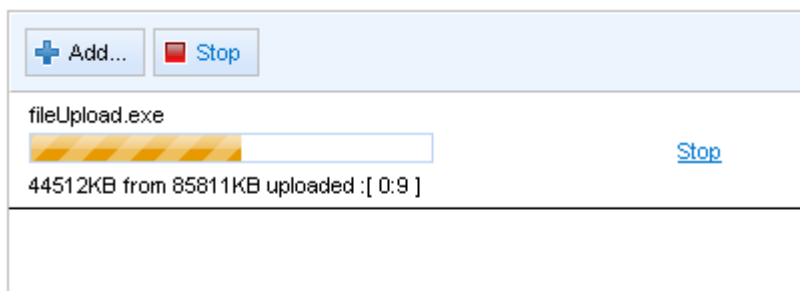 Add... Stop
fileUpload.exe
Stop
44512KB from 85811KB uploaded :[ 0:9 ]